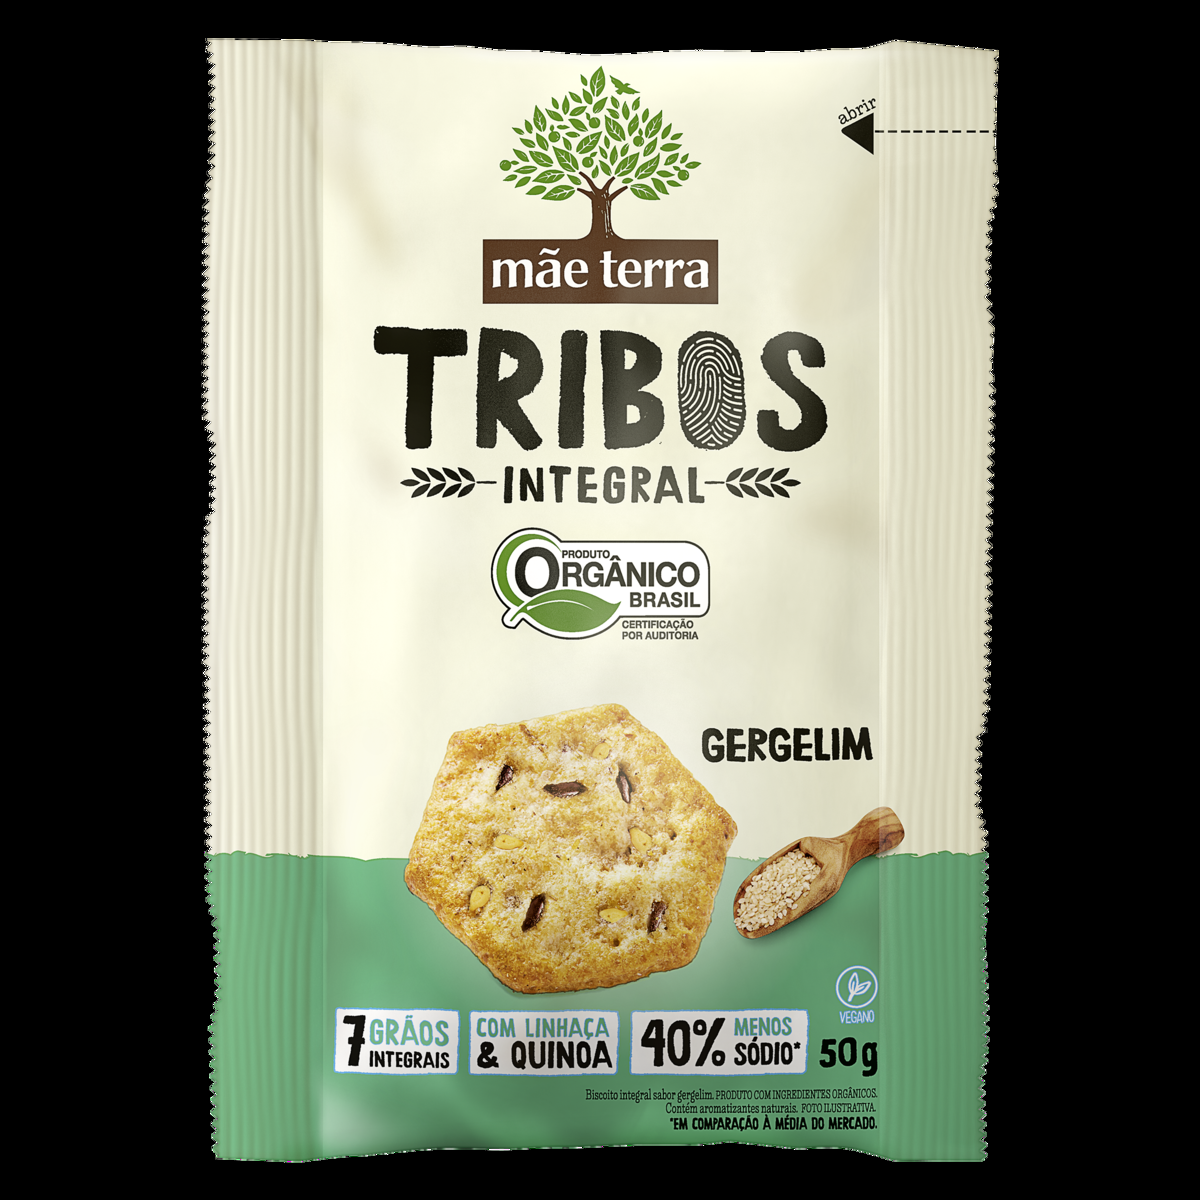 abrir
mãe terra
TRIBOS
INTEGRAL
PRODUTO
ORGÂNICO
BRASIL
CERTIFICAÇÃO
POR AUDITORIA
GERGELIM
7 GRÃOS
INTEGRAIS
COM LINHAÇA
& QUINOA
40% MENOS
SÓDIO*
VEGANO
50g
Biscoito integral sabor gergelim. PRODUTO COM INGREDIENTES ORGÂNICOS.
Contém aromatizantes naturais. FOTO ILUSTRATIVA.
*EM COMPARAÇÃO À MÉDIA DO MERCADO.